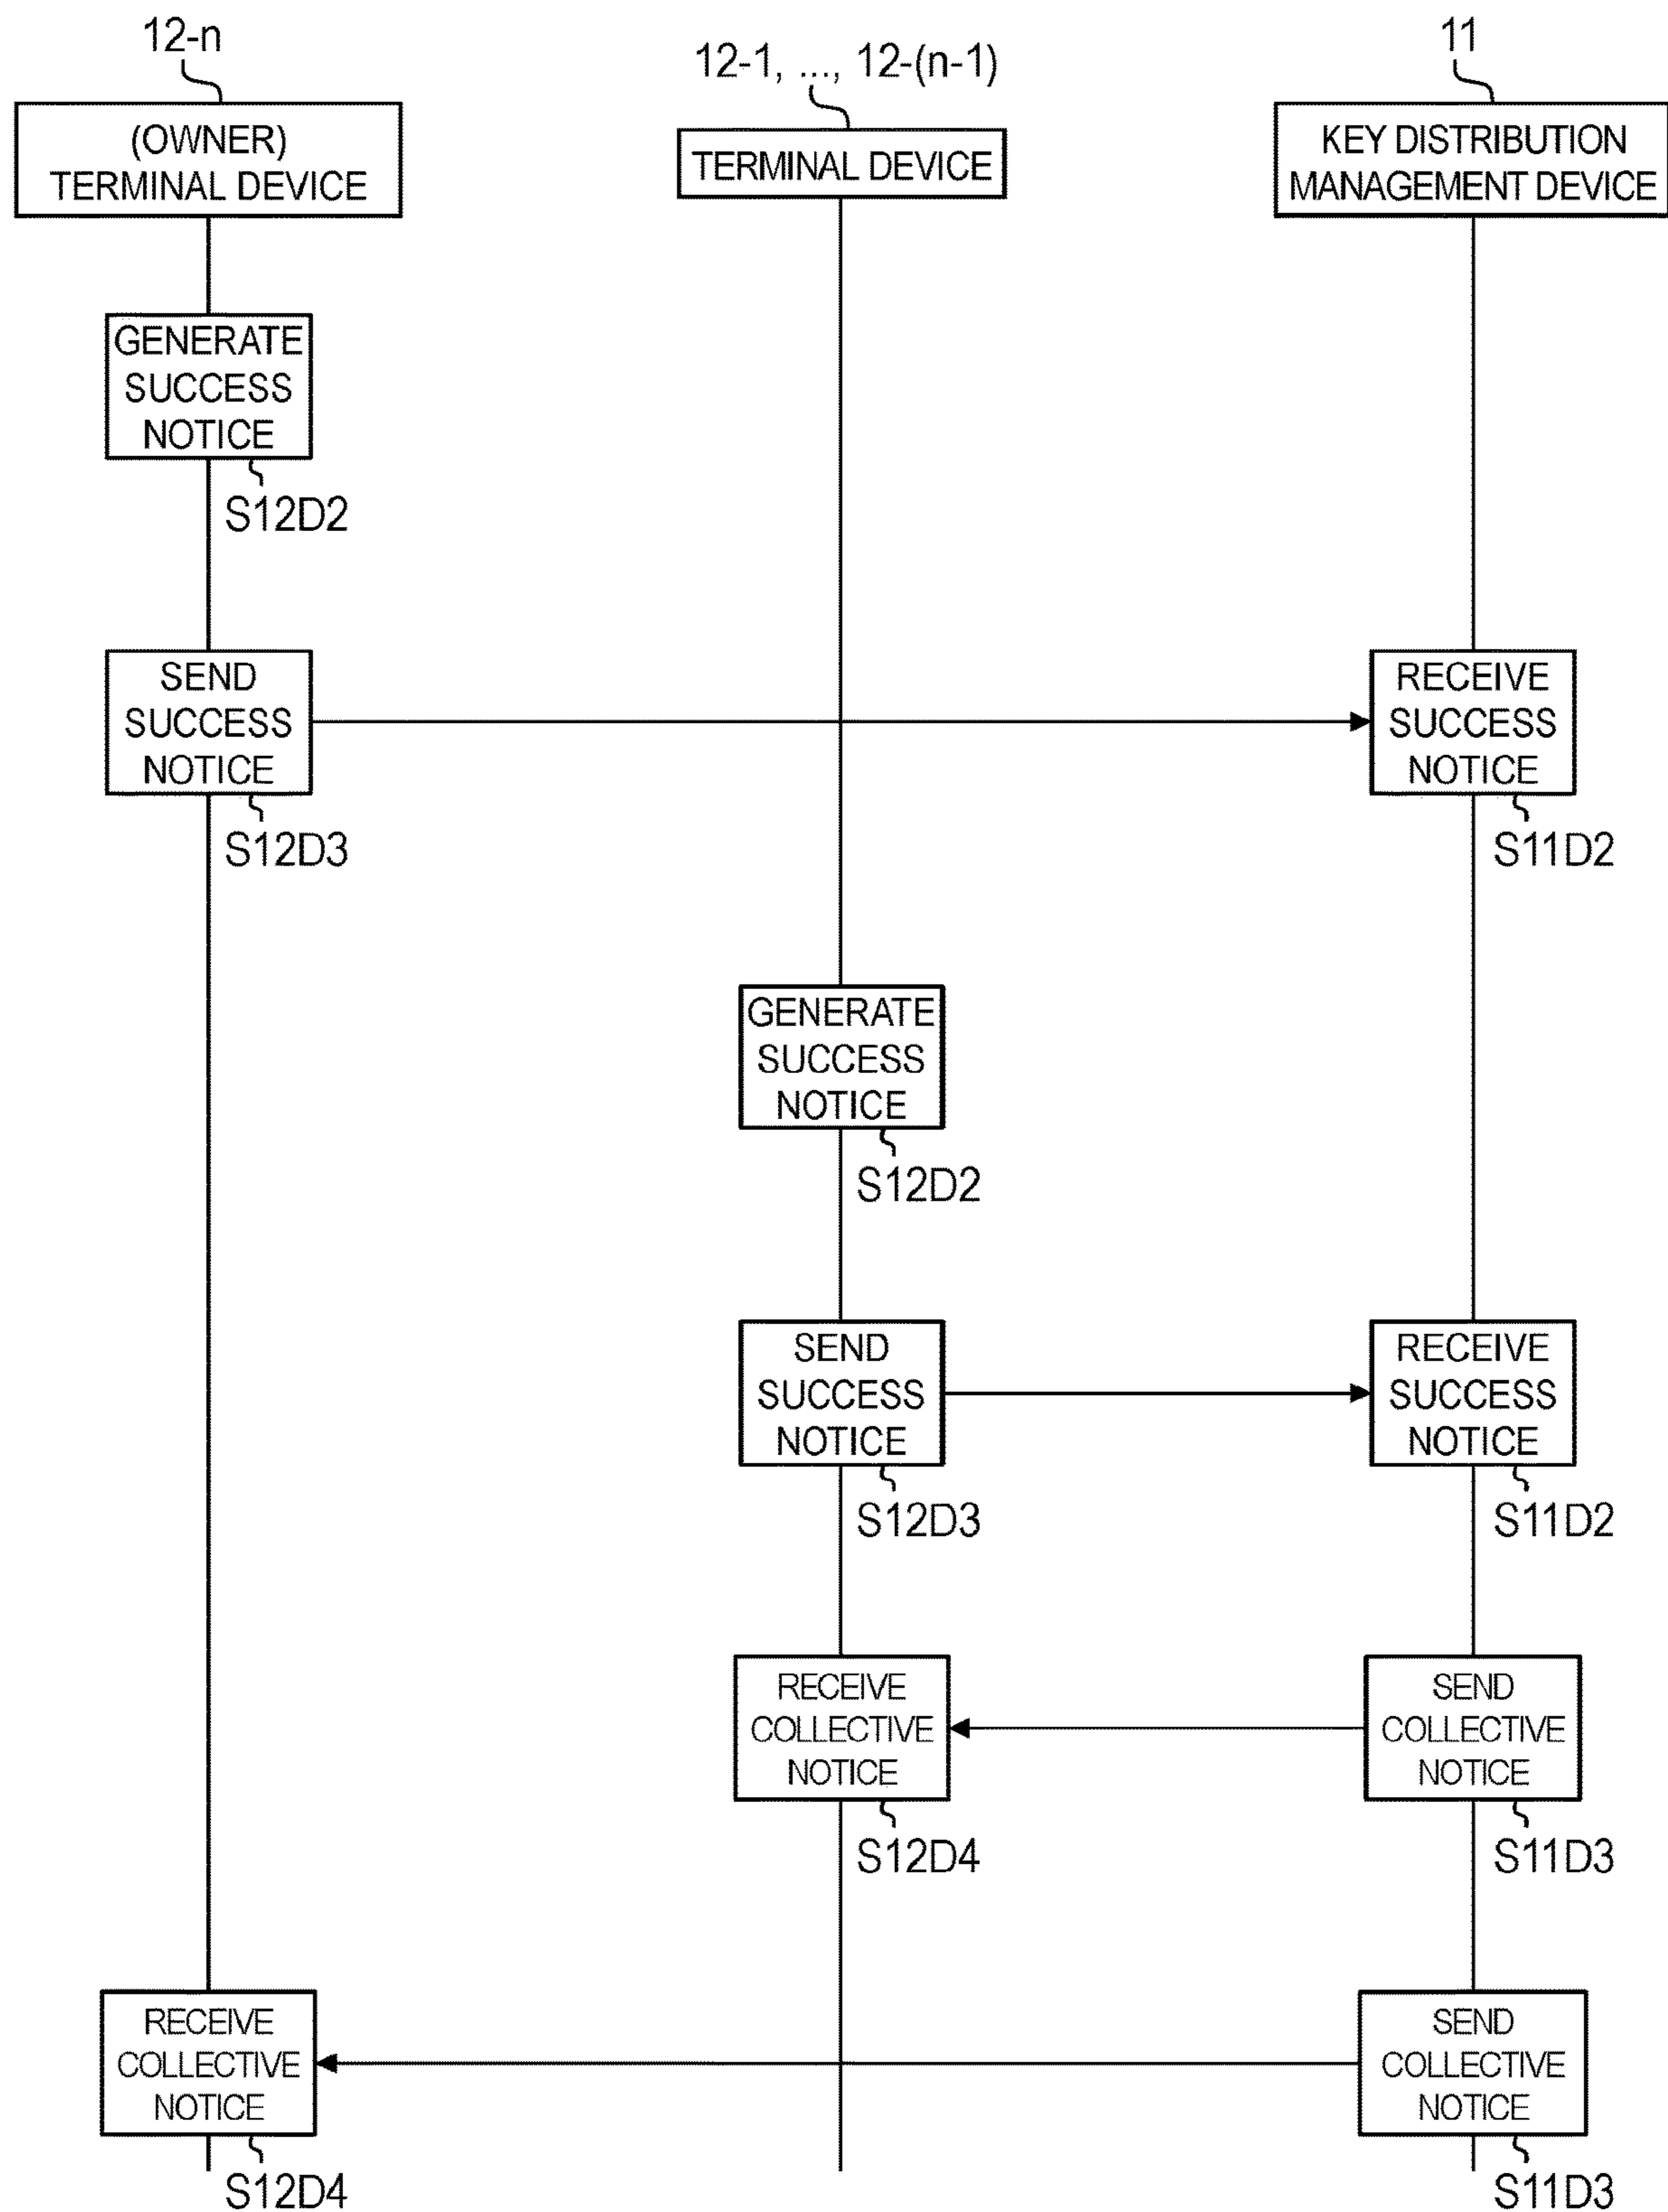 12-n
12-1, ..., 12-(n-1)
11
(OWNER)
TERMINAL DEVICE
TERMINAL DEVICE
KEY DISTRIBUTION
MANAGEMENT DEVICE
GENERATE
SUCCESS
NOTICE
S12D2
SEND
SUCCESS
NOTICE
S12D3
RECEIVE
SUCCESS
NOTICE
S11D2
GENERATE
SUCCESS
NOTICE
S12D2
SEND
SUCCESS
NOTICE
S12D3
RECEIVE
SUCCESS
NOTICE
S11D2
RECEIVE
COLLECTIVE
NOTICE
S12D4
SEND
COLLECTIVE
NOTICE
S11D3
RECEIVE
COLLECTIVE
NOTICE
S12D4
SEND
COLLECTIVE
NOTICE
S11D3